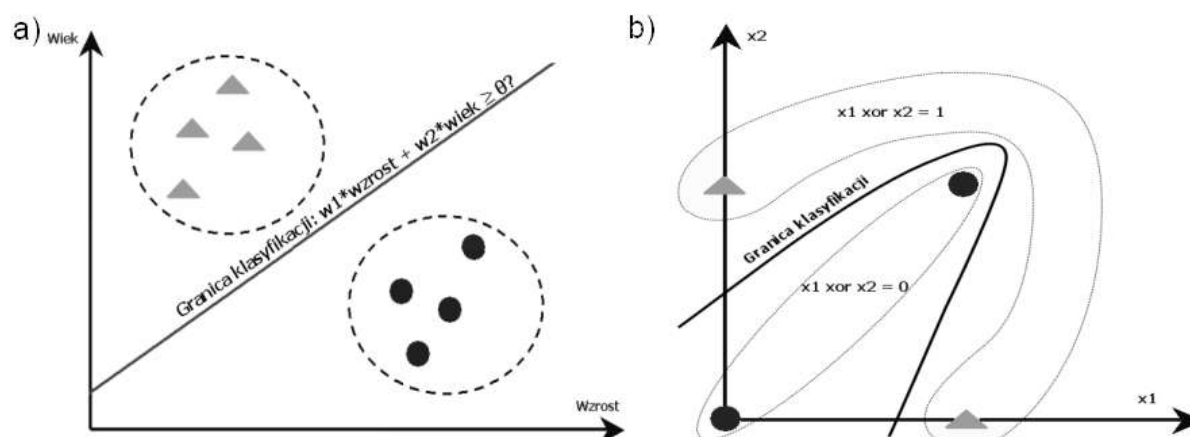 a)
Wiek
Granica klasyfikacji: w1*wzrost + w2*wiek ≥ θ?
Wzrost
b)
x2
x1 xor x2 = 1
Granica klasyfikacji
x1 xor x2 = 0
x1